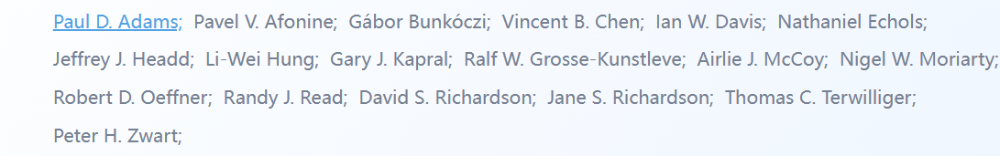 Paul D. Adams; Pavel V. Afonine; Gábor Bunkóczi; Vincent B. Chen; Ian W. Davis; Nathaniel Echols;
Jeffrey J. Headd; Li-Wei Hung; Gary J. Kapral; Ralf W. Grosse-Kunstleve; Airlie J. McCoy; Nigel W. Moriarty;
Robert D. Oeffner; Randy J. Read; David S. Richardson; Jane S. Richardson; Thomas C. Terwilliger;
Peter H. Zwart;